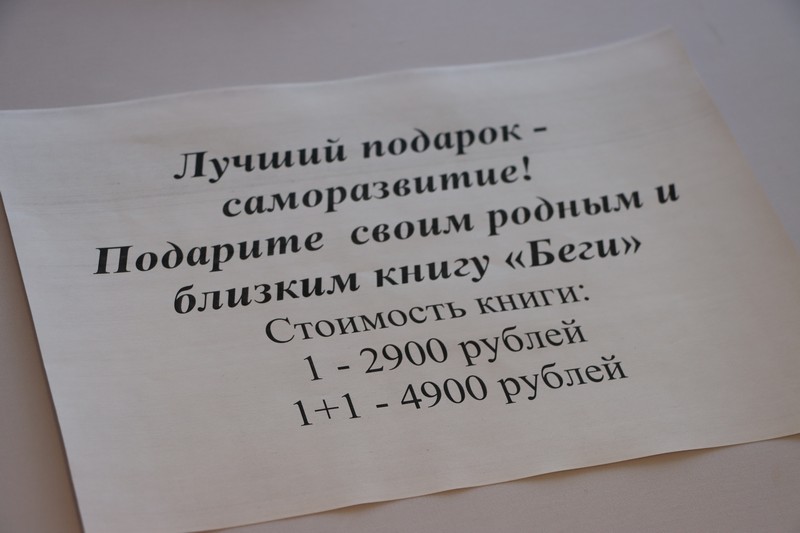 Лучший подарок -
саморазвитие!
Подарите своим родным и
близким книгу «Беги»
Стоимость книги:
1 - 2900 рублей
1+1 - 4900 рублей